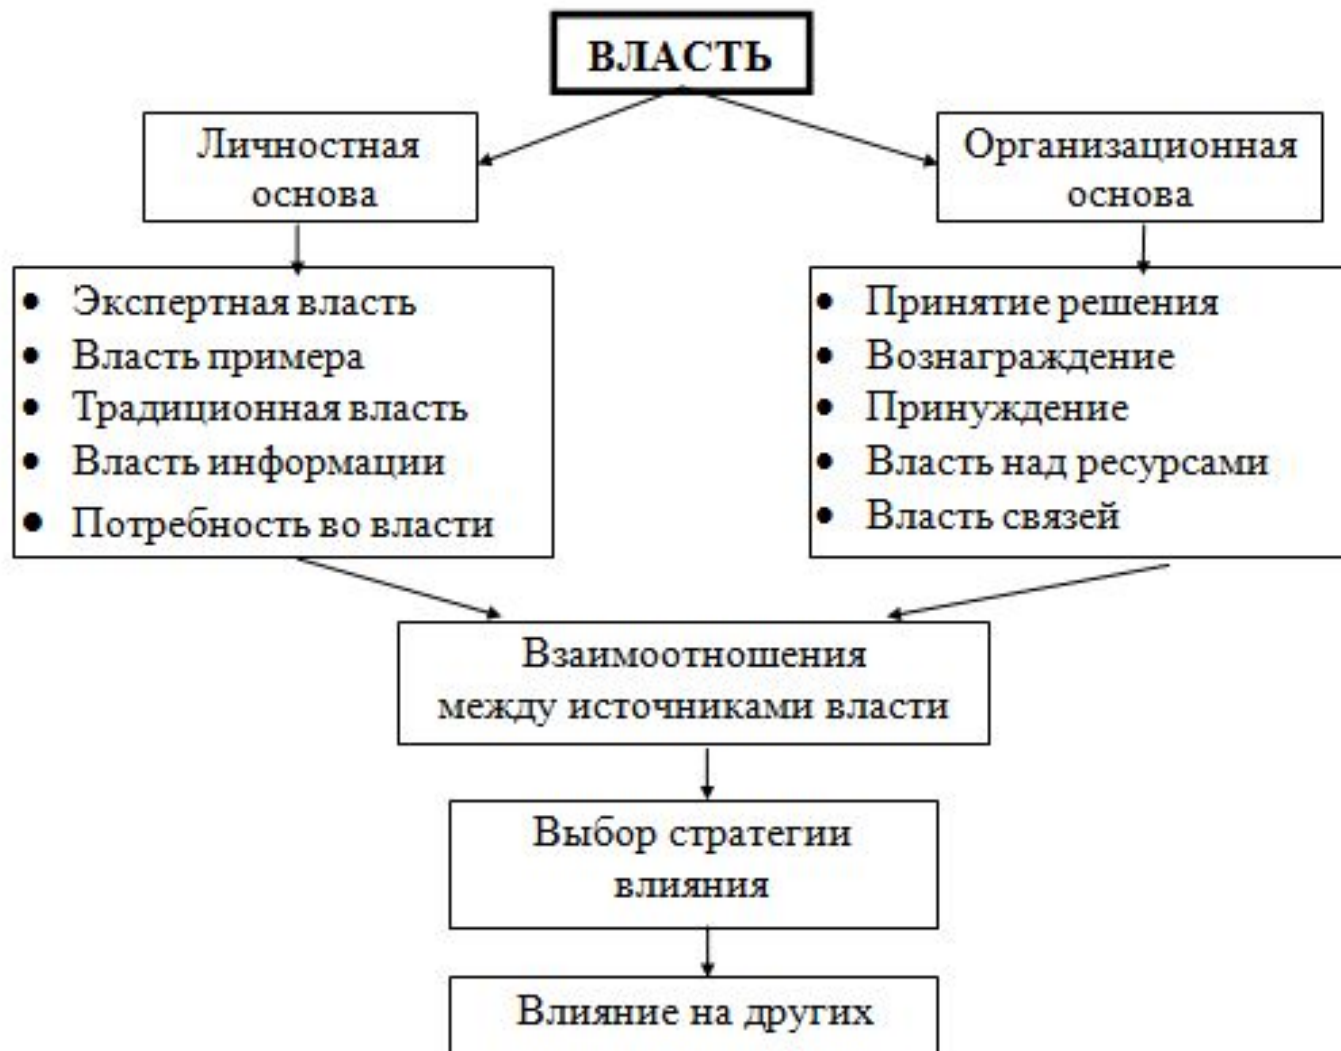 ВЛАСТЬ
Личностная
основа
Организационная
основа
• Экспертная власть
• Власть примера
• Традиционная власть
• Власть информации
• Потребность во власти
• Принятие решения
• Вознаграждение
• Принуждение
• Власть над ресурсами
• Власть связей
Взаимоотношения
между источниками власти
Выбор стратегии
влияния
Влияние на других